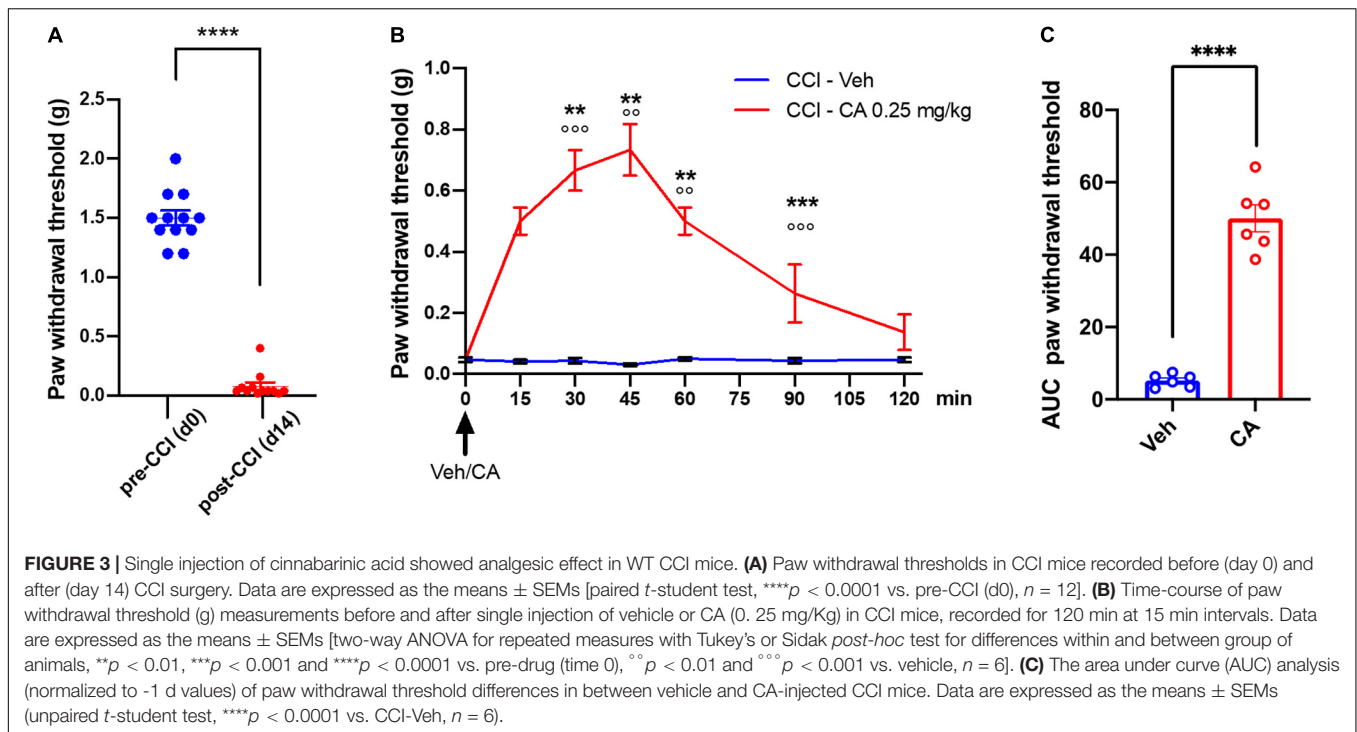 A
****
Paw withdrawal threshold (g)
2.5
2.0
1.5
1.0
0.5
0.0
pre-CCI (d0)
post-CCI (d14)
B
Paw withdrawal threshold (g)
1.0
0.8
0.6
0.4
0.2
0.0
CCI - Veh
CCI - CA 0.25 mg/kg
**
°°°
**
°°
**
°°
***
°°°
0 15 30 45 60 75 90 105 120 min
Veh/CA
C
****
AUC paw withdrawal threshold
80
60
40
20
0
Veh
CA
FIGURE 3 | Single injection of cinnabarinic acid showed analgesic effect in WT CCI mice. (A) Paw withdrawal thresholds in CCI mice recorded before (day 0) and
after (day 14) CCI surgery. Data are expressed as the means ± SEMs [paired t-student test, ****p < 0.0001 vs. pre-CCI (d0), n = 12]. (B) Time-course of paw
withdrawal threshold (g) measurements before and after single injection of vehicle or CA (0. 25 mg/Kg) in CCI mice, recorded for 120 min at 15 min intervals. Data
are expressed as the means ± SEMs [two-way ANOVA for repeated measures with Tukey's or Sidak post-hoc test for differences within and between group of
animals, **p < 0.01, ***p < 0.001 and ****p < 0.0001 vs. pre-drug (time 0), °°p < 0.01 and °°°p < 0.001 vs. vehicle, n = 6]. (C) The area under curve (AUC) analysis
(normalized to -1 d values) of paw withdrawal threshold differences in between vehicle and CA-injected CCI mice. Data are expressed as the means ± SEMs
(unpaired t-student test, ****p < 0.0001 vs. CCI-Veh, n = 6).